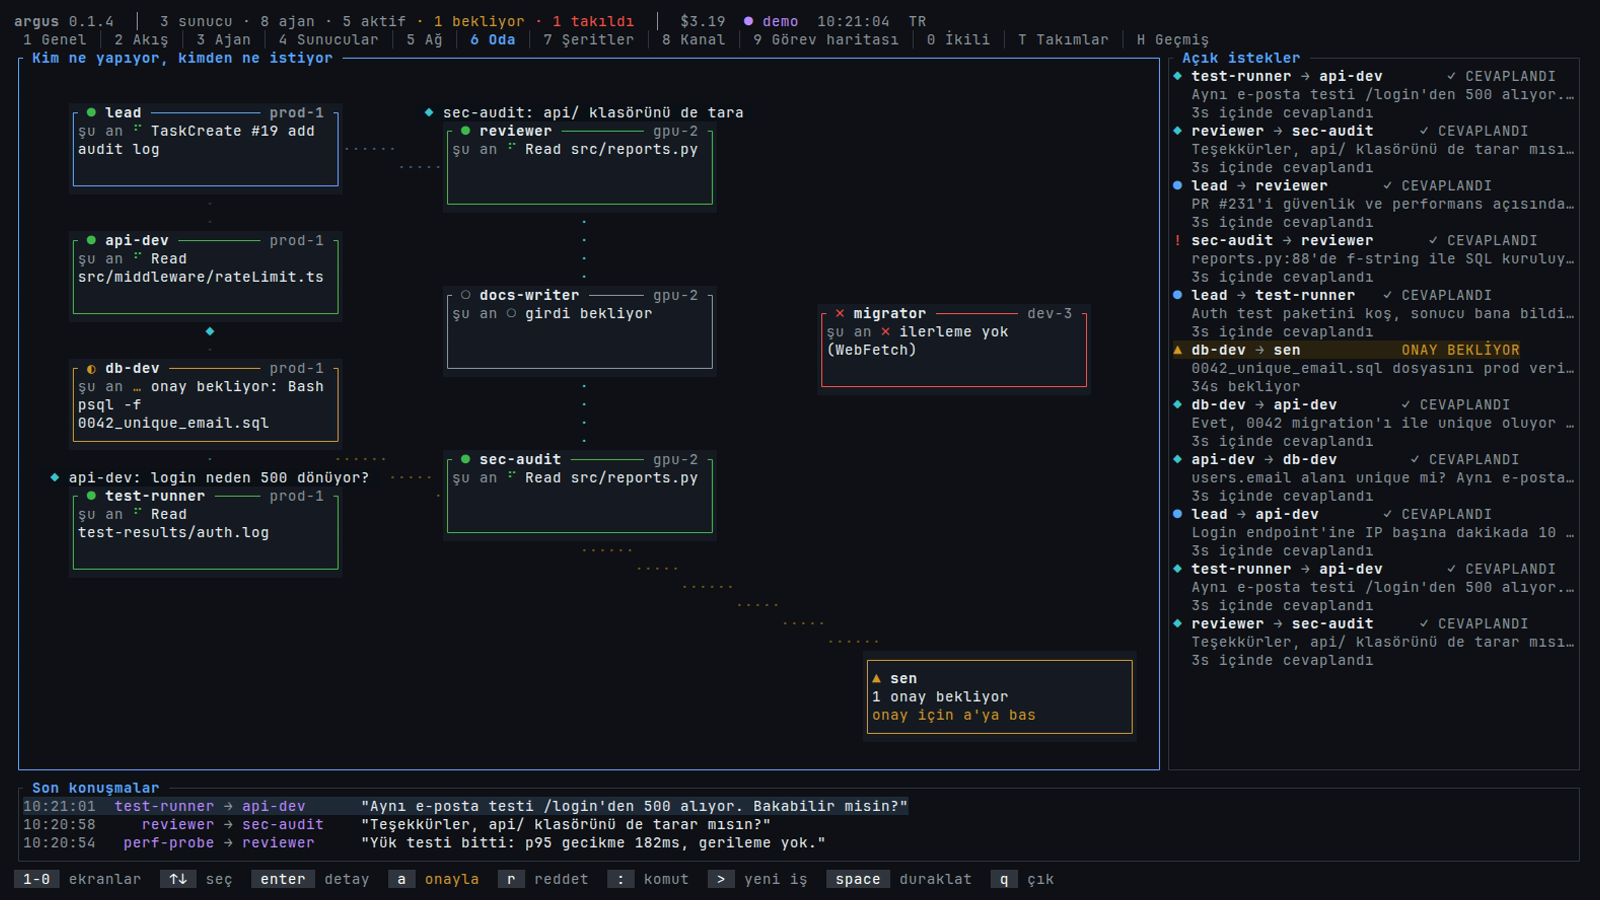 argus 0.1.4 │ 3 sunucu · 8 ajan · 5 aktif · 1 bekliyor · 1 takıldı │ $3.19 ● demo 10:21:04 TR
1 Genel │ 2 Akış │ 3 Ajan │ 4 Sunucular │ 5 Ağ │ 6 Oda │ 7 Şeritler │ 8 Kanal │ 9 Görev haritası │ 0 İkili │ T Takımlar │ H Geçmiş
Kim ne yapıyor, kimden ne istiyor
● lead prod-1
şu an TaskCreate #19 add
audit log
◆ sec-audit: api/ klasörünü de tara
● reviewer gpu-2
şu an Read src/reports.py
● api-dev prod-1
şu an Read
src/middleware/rateLimit.ts
○ docs-writer gpu-2
şu an ○ girdi bekliyor
✕ migrator dev-3
şu an ✕ ilerleme yok
(WebFetch)
◐ db-dev prod-1
şu an … onay bekliyor: Bash
psql -f
0042_unique_email.sql
● sec-audit gpu-2
şu an Read src/reports.py
◆ api-dev: login neden 500 dönüyor?
● test-runner prod-1
şu an Read
test-results/auth.log
▲ sen
1 onay bekliyor
onay için a'ya bas
Açık istekler
◆ test-runner → api-dev ✓ CEVAPLANDI
Aynı e-posta testi /login'den 500 alıyor.…
3s içinde cevaplandı
◆ reviewer → sec-audit ✓ CEVAPLANDI
Teşekkürler, api/ klasörünü de tarar mısı…
3s içinde cevaplandı
● lead → reviewer ✓ CEVAPLANDI
PR #231'i güvenlik ve performans açısında…
3s içinde cevaplandı
! sec-audit → reviewer ✓ CEVAPLANDI
reports.py:88'de f-string ile SQL kuruluy…
3s içinde cevaplandı
● lead → test-runner ✓ CEVAPLANDI
Auth test paketini koş, sonucu bana bildi…
3s içinde cevaplandı
▲ db-dev → sen ONAY BEKLİYOR
0042_unique_email.sql dosyasını prod veri…
34s bekliyor
◆ db-dev → api-dev ✓ CEVAPLANDI
Evet, 0042 migration'ı ile unique oluyor …
3s içinde cevaplandı
◆ api-dev → db-dev ✓ CEVAPLANDI
users.email alanı unique mi? Aynı e-posta…
3s içinde cevaplandı
● lead → api-dev ✓ CEVAPLANDI
Login endpoint'ine IP başına dakikada 10 …
3s içinde cevaplandı
◆ test-runner → api-dev ✓ CEVAPLANDI
Aynı e-posta testi /login'den 500 alıyor.…
3s içinde cevaplandı
◆ reviewer → sec-audit ✓ CEVAPLANDI
Teşekkürler, api/ klasörünü de tarar mısı…
3s içinde cevaplandı
Son konuşmalar
10:21:01 test-runner → api-dev "Aynı e-posta testi /login'den 500 alıyor. Bakabilir misin?"
10:20:58 reviewer → sec-audit "Teşekkürler, api/ klasörünü de tarar mısın?"
10:20:54 perf-probe → reviewer "Yük testi bitti: p95 gecikme 182ms, gerileme yok."
1-0 ekranlar ↑↓ seç enter detay a onayla r reddet : komut > yeni iş space duraklat q çık